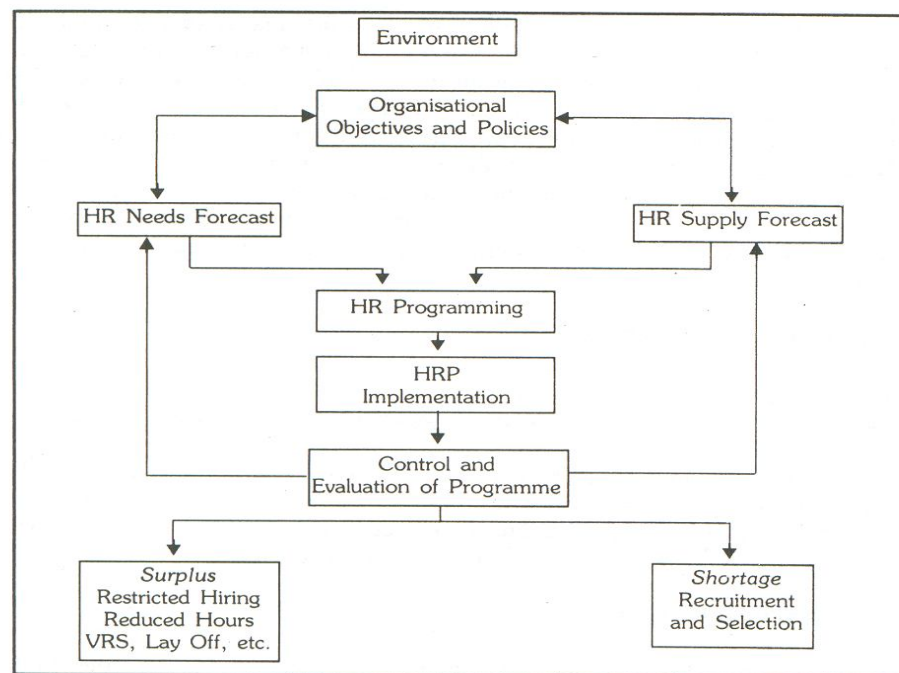 Environment
Organisational
Objectives and Policies
HR Needs Forecast
HR Supply Forecast
HR Programming
HRP
Implementation
Control and
Evaluation of Programme
Surplus
Restricted Hiring
Reduced Hours
VRS, Lay Off, etc.
Shortage
Recruitment
and Selection